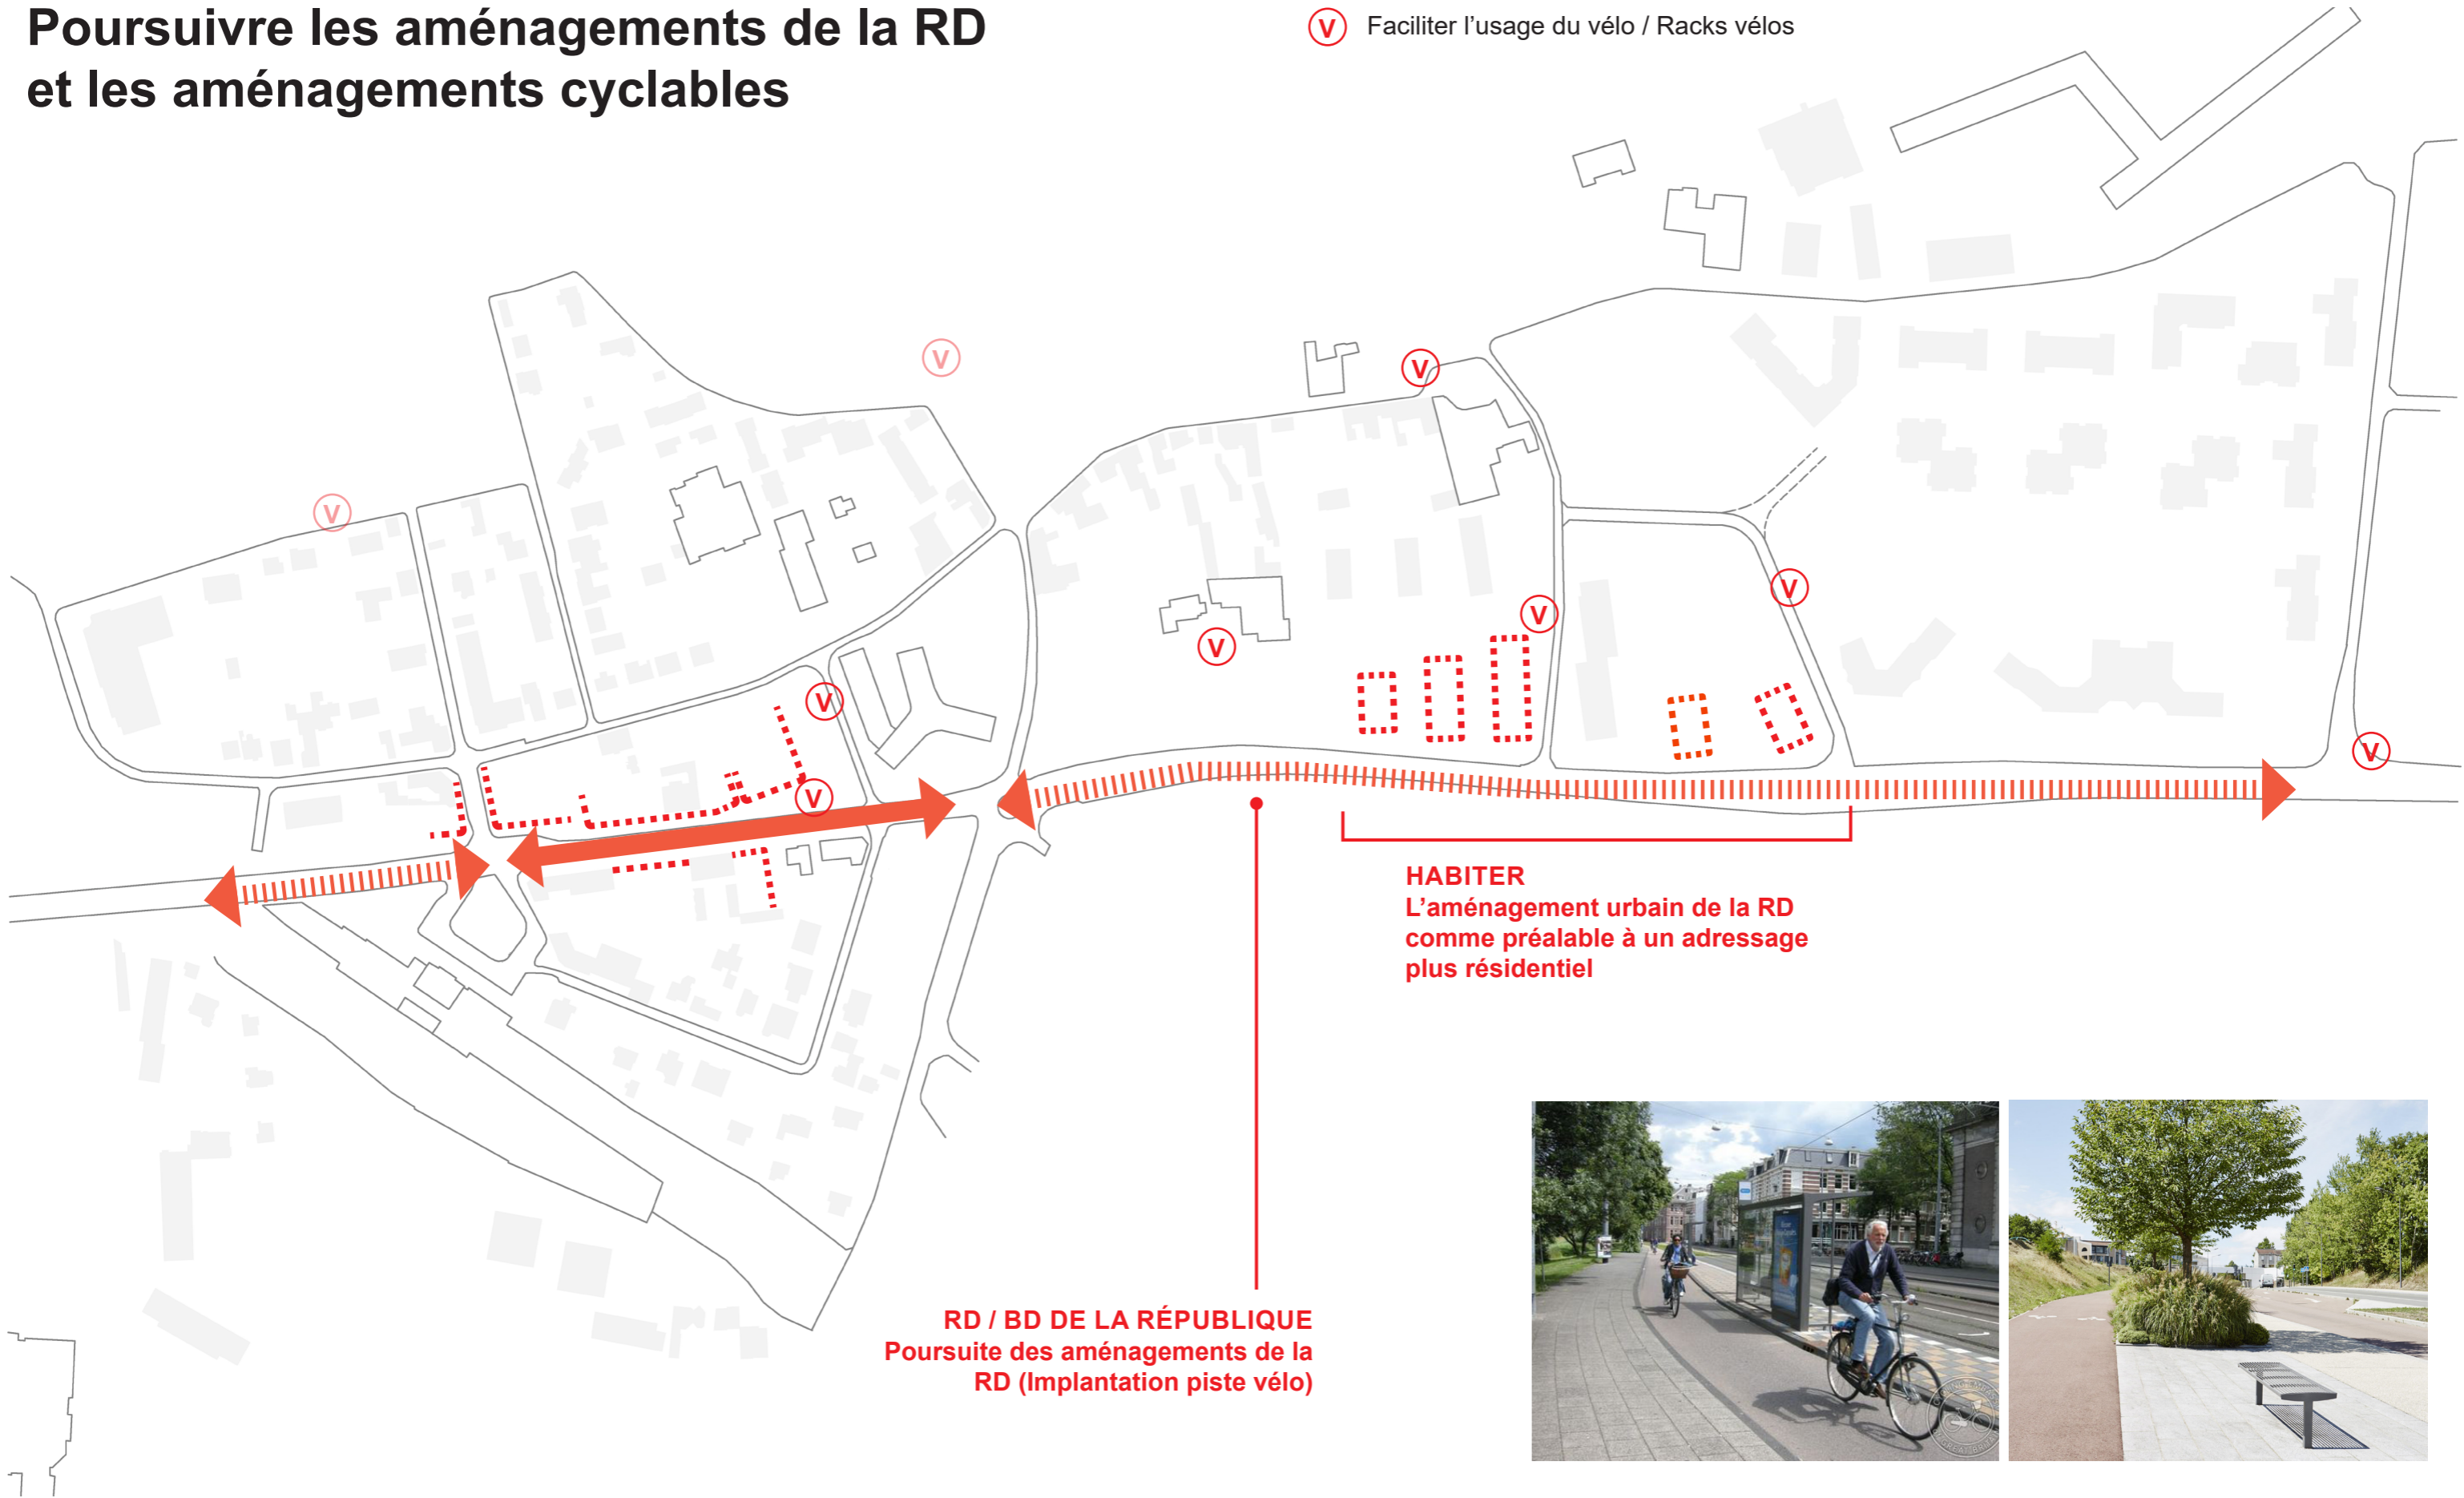 Poursuivre les aménagements de la RD
et les aménagements cyclables
V Faciliter l’usage du vélo / Racks vélos
V
V
V
V
V
V
V
V
V
HABITER
L’aménagement urbain de la RD
comme préalable à un adressage
plus résidentiel
RD / BD DE LA RÉPUBLIQUE
Poursuite des aménagements de la
RD (Implantation piste vélo)